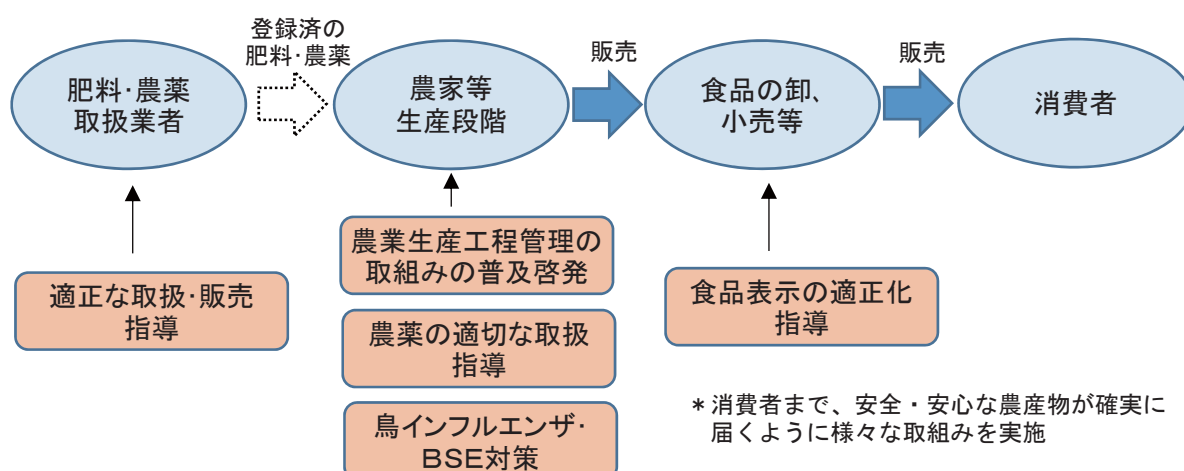 登録済の
肥料・農薬
販売
販売
肥料・農薬
取扱業者
農家等
生産段階
食品の卸、
小売等
消費者
適正な取扱・販売
指導
農業生産工程管理の
取組みの普及啓発
農薬の適切な取扱
指導
鳥インフルエンザ・
BSE対策
食品表示の適正化
指導
＊消費者まで、安全・安心な農産物が確実に
届くように様々な取組みを実施